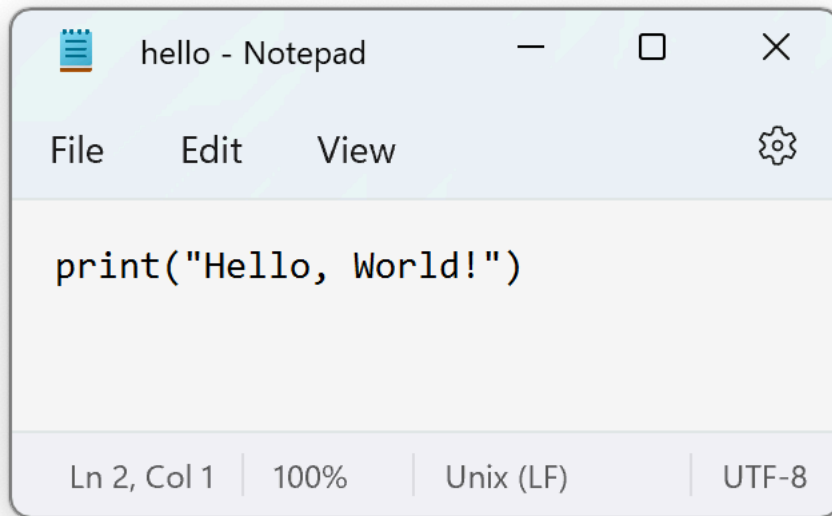 hello - Notepad
File Edit View
print("Hello, World!")
Ln 2, Col 1 100% Unix (LF) UTF-8